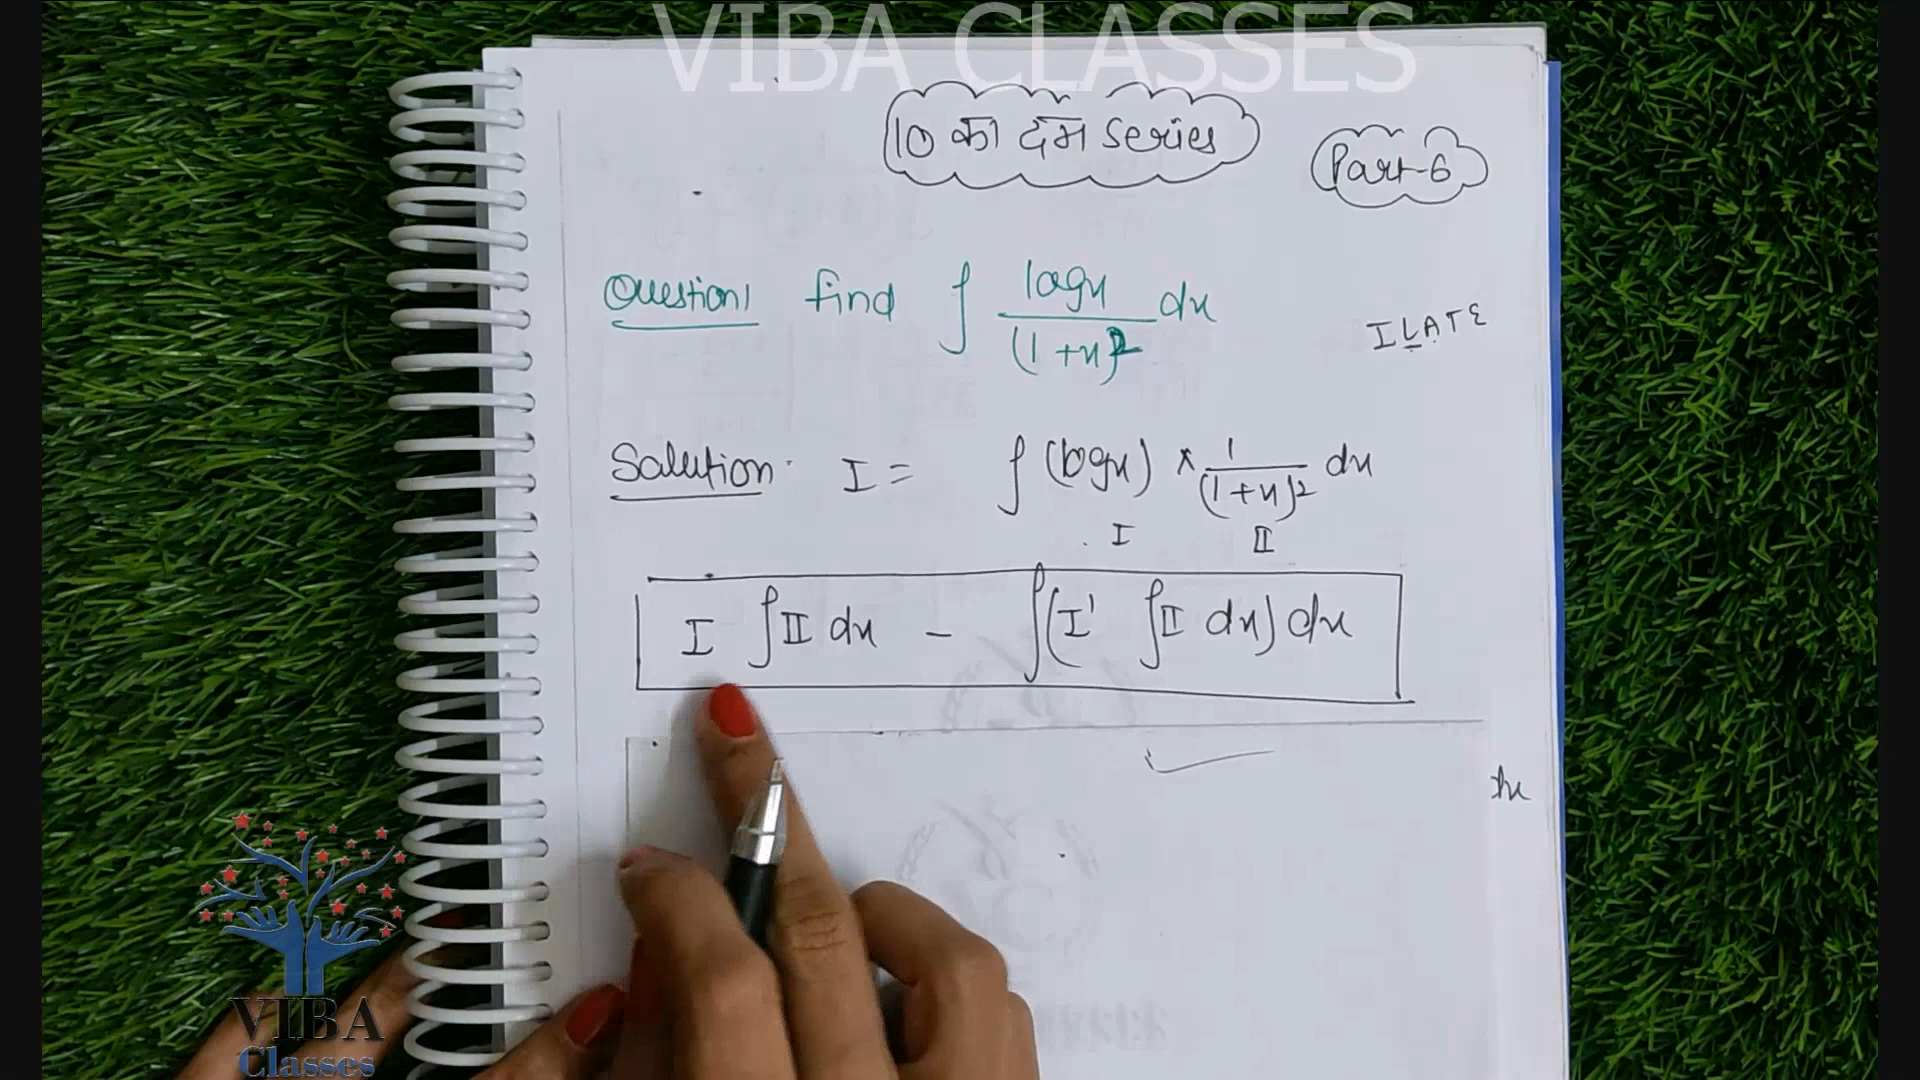 VIBA CLASSES
10 का दम series
Part-6
Question1 find ∫ logx/(1+x)² dx
ILATE
Solution. I = ∫ (logx) × 1/(1+x)² dx
I II
I ∫II dx - ∫(I' ∫II dx) dx
VIBA
Classes